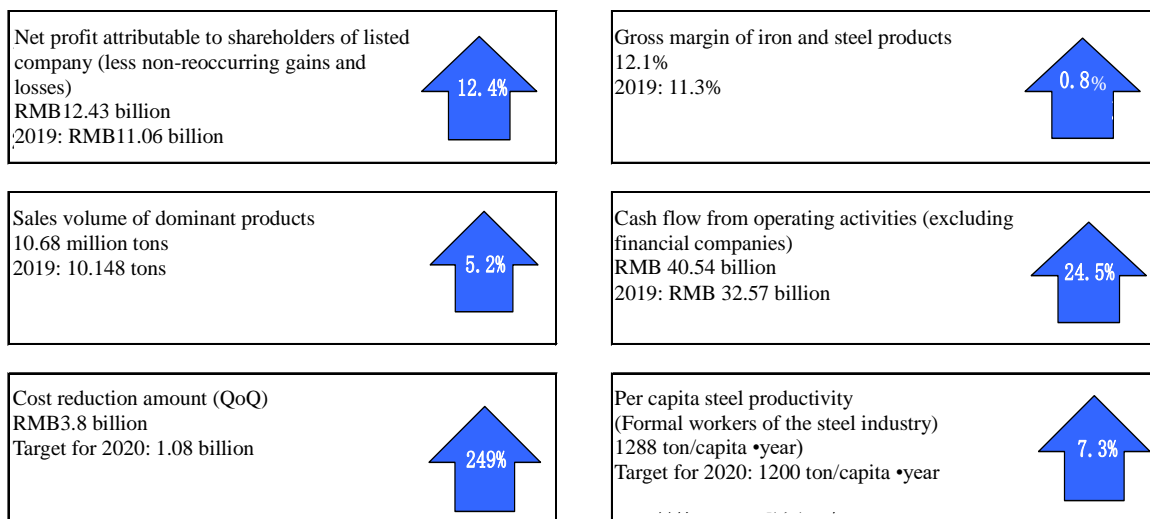 Net profit attributable to shareholders of listed
company (less non-reoccurring gains and
losses)
RMB12.43 billion
2019: RMB11.06 billion
12.4%
Gross margin of iron and steel products
12.1%
2019: 11.3%
0.8%
Sales volume of dominant products
10.68 million tons
2019: 10.148 tons
5.2%
Cash flow from operating activities (excluding
financial companies)
RMB 40.54 billion
2019: RMB 32.57 billion
24.5%
Cost reduction amount (QoQ)
RMB3.8 billion
Target for 2020: 1.08 billion
249%
Per capita steel productivity
(Formal workers of the steel industry)
1288 ton/capita •year)
Target for 2020: 1200 ton/capita •year
7.3%